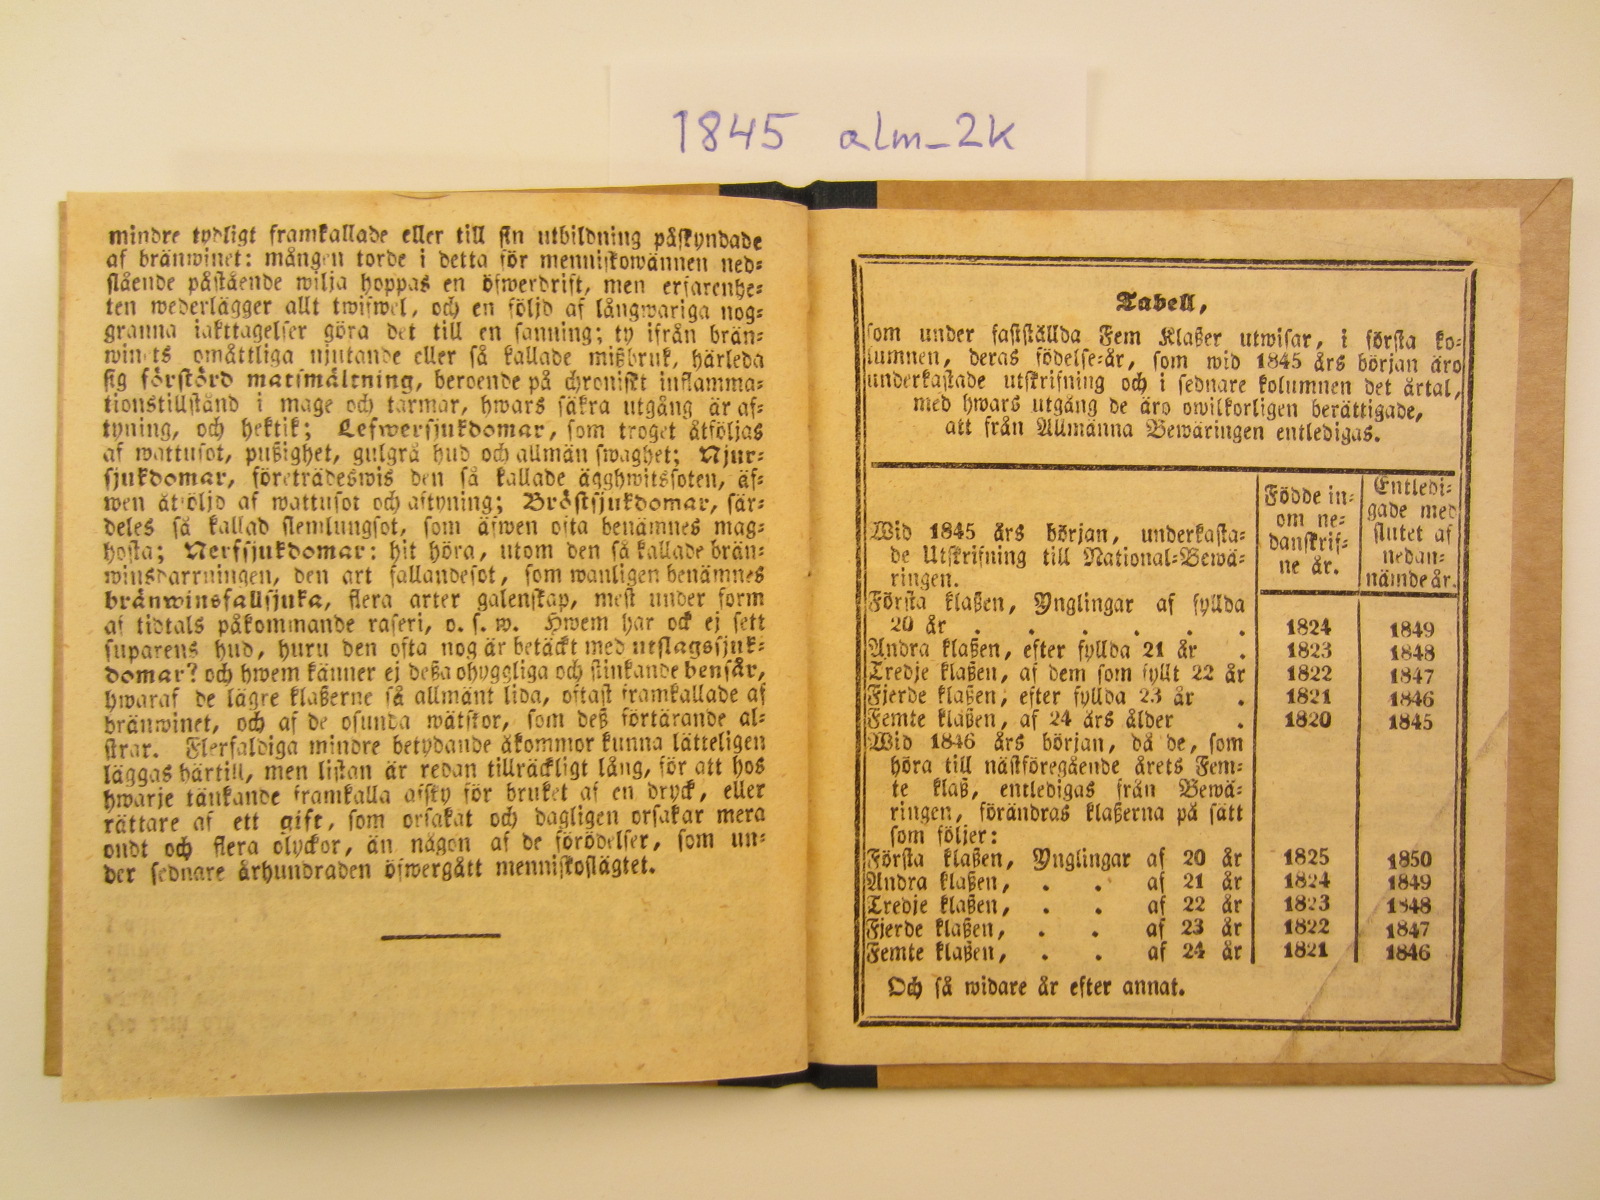 1845 alm_2k
mindre tydligt framkallade eller till sin utbildning påskyndade
af bränwinet: mången torde i detta för menniskowännen ned-
slående påstående wilja hoppas en öfwerdrift, men erfarenhe-
ten wederlägger allt twifwel, och en följd af långwariga nog-
granna iakttagelser göra det till en sanning; ty ifrån brän-
winets omåttliga njutande eller så kallade mißbruk, härleda
sig förstörd matsmältning, beroende på chroniskt inflamma-
tionstillstånd i mage och tarmar, hwars säkra utgång är af-
tyning, och hektik; Lefwersjukdomar, som troget åtföljas
af wattusot, pußighet, gulgrå hud och allmän swaghet; Njur-
sjukdomar, företrädeswis den så kallade ägghwitssoten, äf-
wen åtföljd af wattusot och aftyning; Bröstsjukdomar, sär-
deles så kallad slemlungsot, som äfwen ofta benämnes mag-
hosta; Nerfsjukdomar: hit höra, utom den så kallade brän-
winsdarrningen, den art fallandesot, som wanligen benämnes
bränwinsfallsjuka, flera arter galenskap, mest under form
af tidtals påkommande raseri, o. s. w. Hwem har ock ej sett
suparens hud, huru den ofta nog är betäckt med utslagssjuk-
domar? och hwem känner ej deßa ohyggliga och stinkande bensår,
hwaraf de lägre klaßerne så allmänt lida, oftast framkallade af
bränwinet, och af de osunda wätskor, som deß förtärande al-
strar. Flerfaldiga mindre betydande åkommor kunna lätteligen
läggas härtill, men listan är redan tillräckligt lång, för att hos
hwarje tänkande framkalla afsky för bruket af en dryck, eller
rättare af ett gift, som orsakat och dagligen orsakar mera
ondt och flera olyckor, än någon af de förödelser, som un-
der sednare århundraden öfwergått menniskoslägtet.
Tabell,
som under fastställda Fem Klaßer utwisar, i första ko-
lumnen, deras födelse-år, som wid 1845 års början äro
underkastade utskrifning och i sednare kolumnen det årtal,
med hwars utgång de äro owilkorligen berättigade,
att från Allmänna Bewäringen entledigas.
Födde in-
om ne-
danskrif-
ne år.
Entledi-
gade med
slutet af
nedan-
nämde år.
Wid 1845 års början, underkasta-
de Utskrifning till National-Bewä-
ringen.
Första klaßen, Ynglingar af fyllda
20 år . . . . . . 1824 1849
Andra klaßen, efter fyllda 21 år . 1823 1848
Tredje klaßen, af dem som fyllt 22 år 1822 1847
Fjerde klaßen, efter fyllda 23 år . 1821 1846
Femte klaßen, af 24 års ålder . 1820 1845
Wid 1846 års början, då de, som
höra till nästföregående årets Fem-
te klaß, entledigas från Bewä-
ringen, förändras klaßerna på sätt
som följer:
Första klaßen, Ynglingar af 20 år 1825 1850
Andra klaßen, . . af 21 år 1824 1849
Tredje klaßen, . . af 22 år 1823 1848
Fjerde klaßen, . . af 23 år 1822 1847
Femte klaßen, . . af 24 år 1821 1846
Och så widare år efter annat.